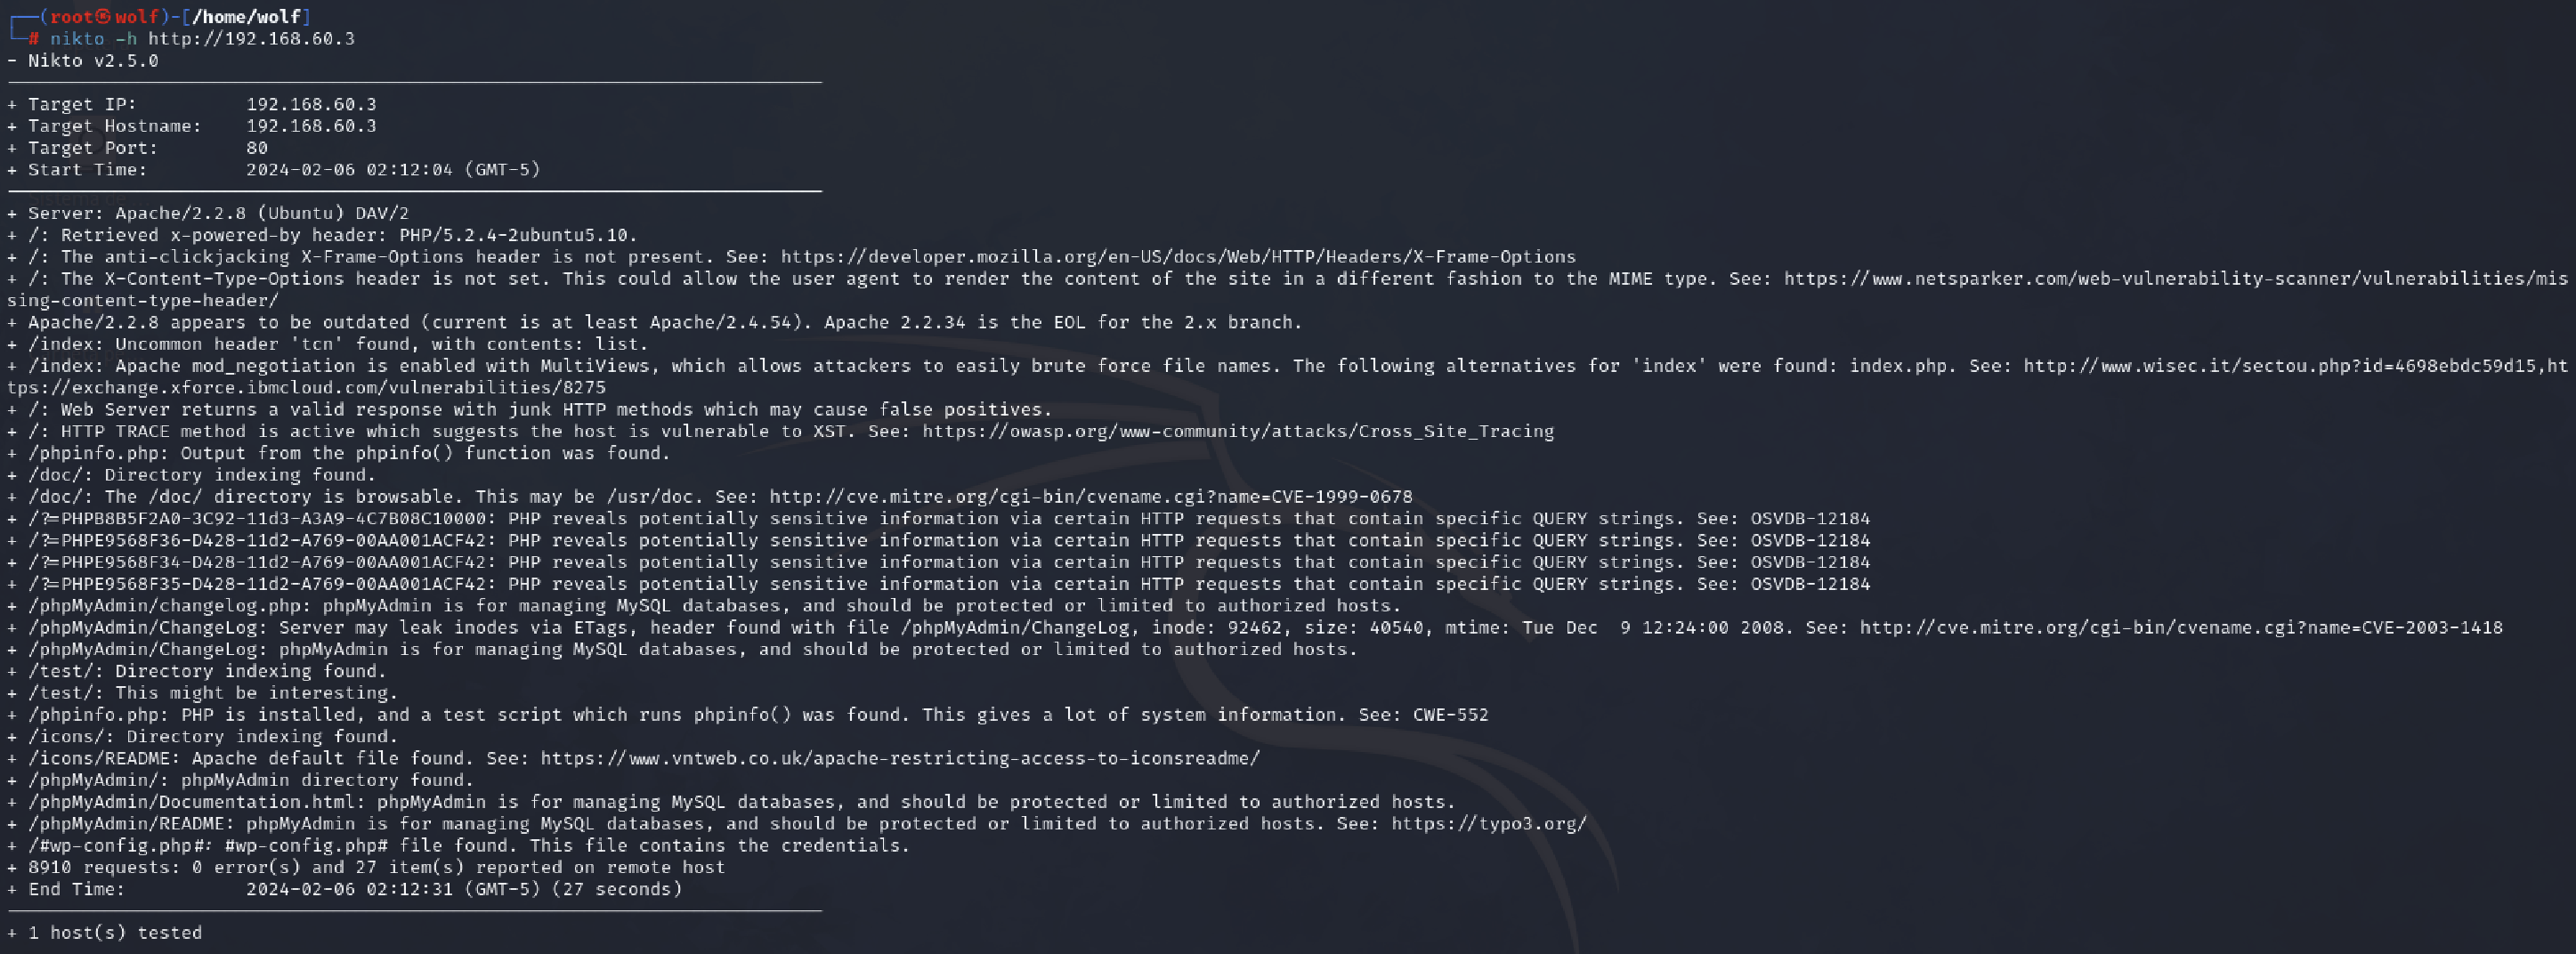 ┌──(root㉿wolf)-[/home/wolf]
└─# nikto -h http://192.168.60.3
- Nikto v2.5.0
+ Target IP:          192.168.60.3
+ Target Hostname:    192.168.60.3
+ Target Port:        80
+ Start Time:         2024-02-06 02:12:04 (GMT-5)
+ Server: Apache/2.2.8 (Ubuntu) DAV/2
+ /: Retrieved x-powered-by header: PHP/5.2.4-2ubuntu5.10.
+ /: The anti-clickjacking X-Frame-Options header is not present. See: https://developer.mozilla.org/en-US/docs/Web/HTTP/Headers/X-Frame-Options
+ /: The X-Content-Type-Options header is not set. This could allow the user agent to render the content of the site in a different fashion to the MIME type. See: https://www.netsparker.com/web-vulnerability-scanner/vulnerabilities/mis
sing-content-type-header/
+ Apache/2.2.8 appears to be outdated (current is at least Apache/2.4.54). Apache 2.2.34 is the EOL for the 2.x branch.
+ /index: Uncommon header 'tcn' found, with contents: list.
+ /index: Apache mod_negotiation is enabled with MultiViews, which allows attackers to easily brute force file names. The following alternatives for 'index' were found: index.php. See: http://www.wisec.it/sectou.php?id=4698ebdc59d15,ht
tps://exchange.xforce.ibmcloud.com/vulnerabilities/8275
+ /: Web Server returns a valid response with junk HTTP methods which may cause false positives.
+ /: HTTP TRACE method is active which suggests the host is vulnerable to XST. See: https://owasp.org/www-community/attacks/Cross_Site_Tracing
+ /phpinfo.php: Output from the phpinfo() function was found.
+ /doc/: Directory indexing found.
+ /doc/: The /doc/ directory is browsable. This may be /usr/doc. See: http://cve.mitre.org/cgi-bin/cvename.cgi?name=CVE-1999-0678
+ /?=PHPB8B5F2A0-3C92-11d3-A3A9-4C7B08C10000: PHP reveals potentially sensitive information via certain HTTP requests that contain specific QUERY strings. See: OSVDB-12184
+ /?=PHPE9568F36-D428-11d2-A769-00AA001ACF42: PHP reveals potentially sensitive information via certain HTTP requests that contain specific QUERY strings. See: OSVDB-12184
+ /?=PHPE9568F34-D428-11d2-A769-00AA001ACF42: PHP reveals potentially sensitive information via certain HTTP requests that contain specific QUERY strings. See: OSVDB-12184
+ /?=PHPE9568F35-D428-11d2-A769-00AA001ACF42: PHP reveals potentially sensitive information via certain HTTP requests that contain specific QUERY strings. See: OSVDB-12184
+ /phpMyAdmin/changelog.php: phpMyAdmin is for managing MySQL databases, and should be protected or limited to authorized hosts.
+ /phpMyAdmin/ChangeLog: Server may leak inodes via ETags, header found with file /phpMyAdmin/ChangeLog, inode: 92462, size: 40540, mtime: Tue Dec  9 12:24:00 2008. See: http://cve.mitre.org/cgi-bin/cvename.cgi?name=CVE-2003-1418
+ /phpMyAdmin/ChangeLog: phpMyAdmin is for managing MySQL databases, and should be protected or limited to authorized hosts.
+ /test/: Directory indexing found.
+ /test/: This might be interesting.
+ /phpinfo.php: PHP is installed, and a test script which runs phpinfo() was found. This gives a lot of system information. See: CWE-552
+ /icons/: Directory indexing found.
+ /icons/README: Apache default file found. See: https://www.vntweb.co.uk/apache-restricting-access-to-iconsreadme/
+ /phpMyAdmin/: phpMyAdmin directory found.
+ /phpMyAdmin/Documentation.html: phpMyAdmin is for managing MySQL databases, and should be protected or limited to authorized hosts.
+ /phpMyAdmin/README: phpMyAdmin is for managing MySQL databases, and should be protected or limited to authorized hosts. See: https://typo3.org/
+ /#wp-config.php#: #wp-config.php# file found. This file contains the credentials.
+ 8910 requests: 0 error(s) and 27 item(s) reported on remote host
+ End Time:           2024-02-06 02:12:31 (GMT-5) (27 seconds)
+ 1 host(s) tested